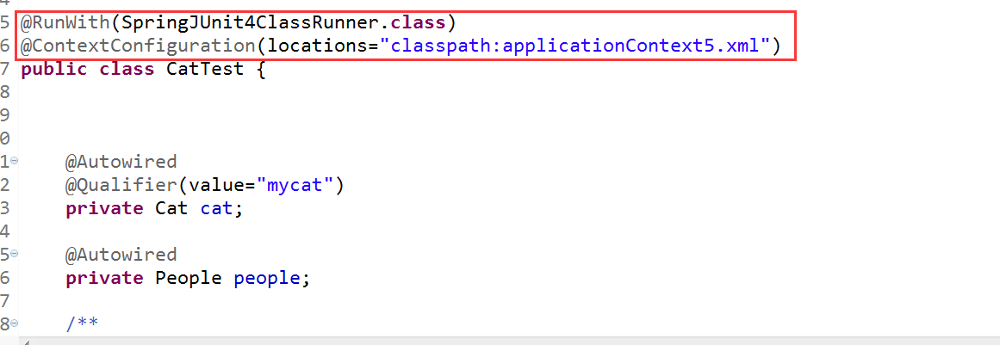 5 @RunWith(SpringJUnit4ClassRunner.class)
6 @ContextConfiguration(locations="classpath:applicationContext5.xml")
7 public class CatTest {
8
9
0
1 @Autowired
2 @Qualifier(value="mycat")
3 private Cat cat;
4
5 @Autowired
6 private People people;
7
8 /**